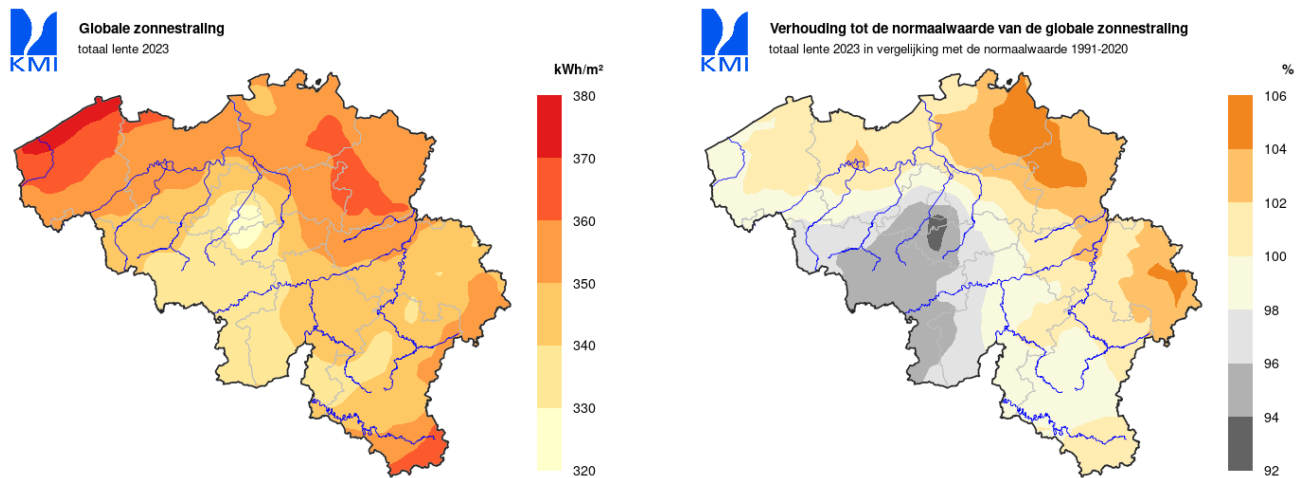 KMI
Globale zonnestraling
totaal lente 2023
kWh/m²
380
370
360
350
340
330
320
KMI
Verhouding tot de normaalwaarde van de globale zonnestraling
totaal lente 2023 in vergelijking met de normaalwaarde 1991-2020
%
106
104
102
100
98
96
94
92